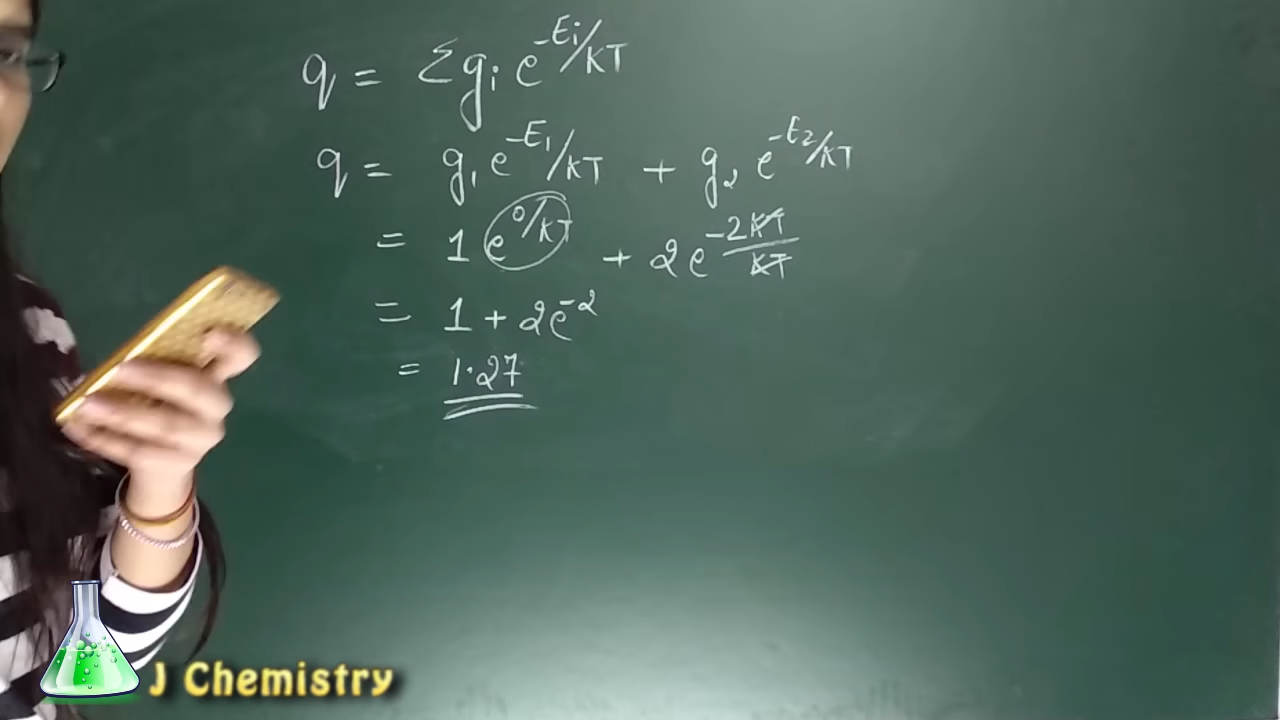 q = Σgᵢ e^-Eᵢ/KT
q = g₁ e^-E₁/KT + g₂ e^-E₂/KT
= 1 e^0/KT + 2e^-2KT/KT
= 1 + 2e^-2
= 1.27
J Chemistry